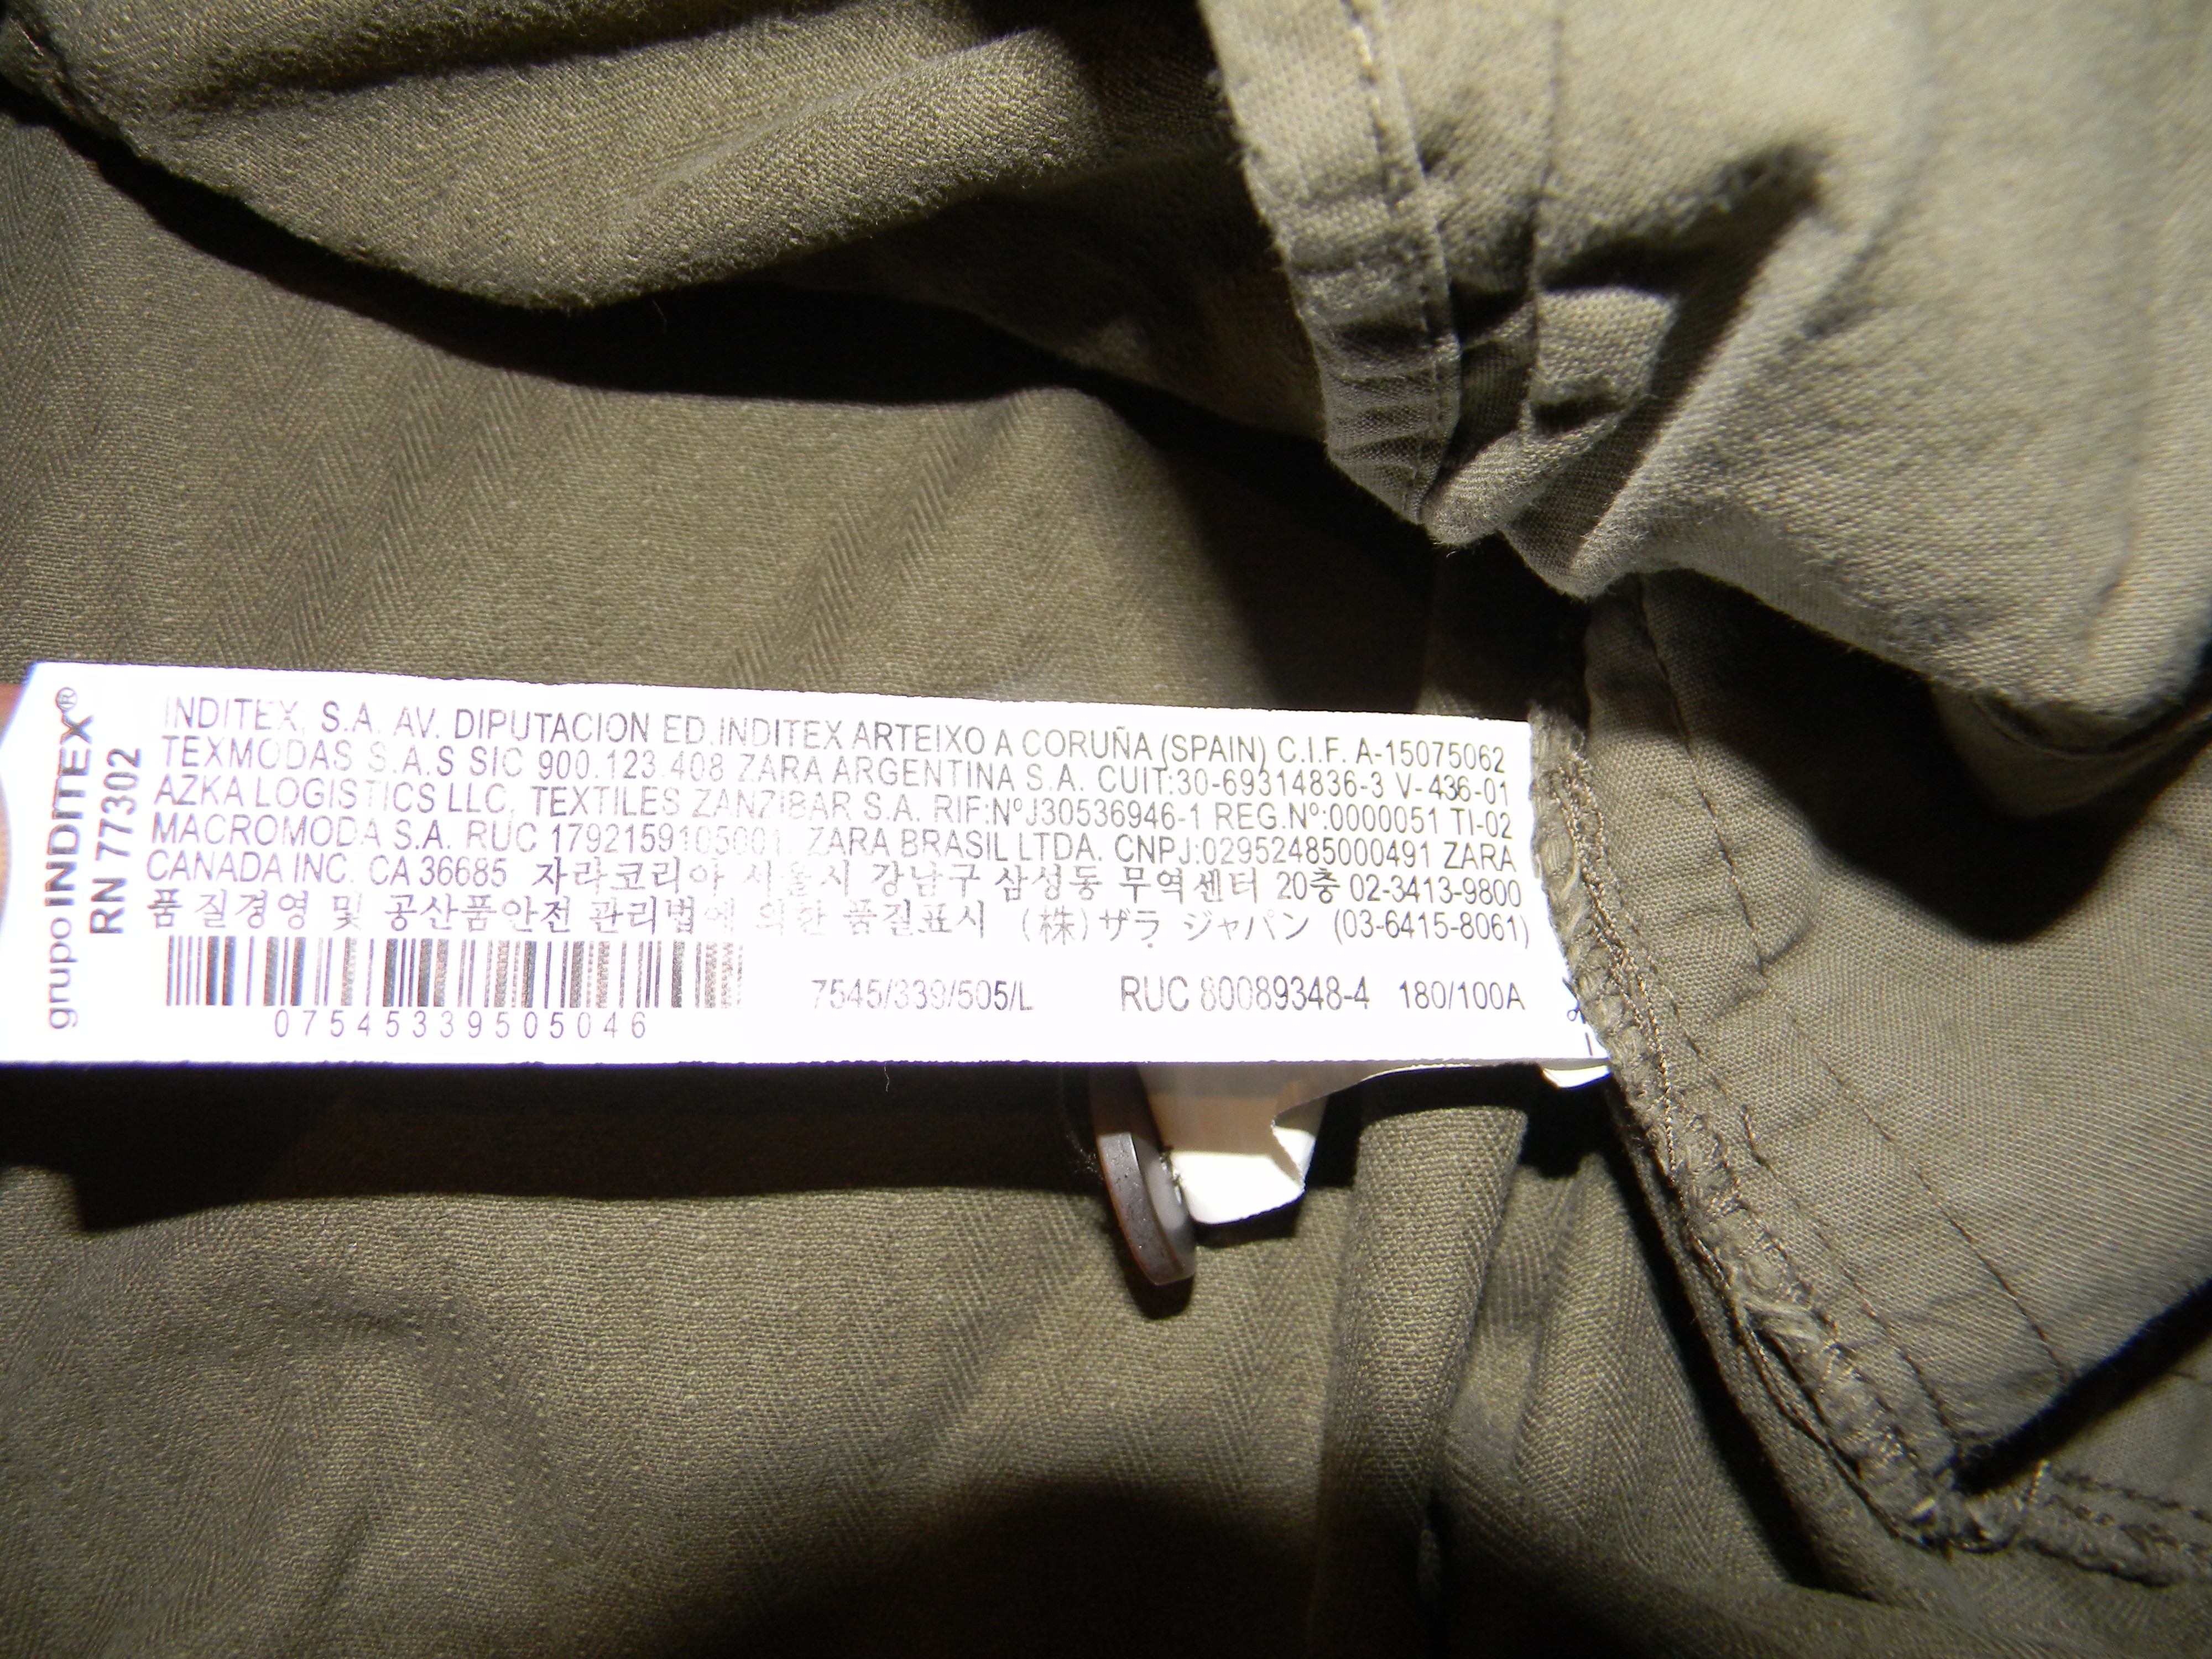 grupo INDITEX®
RN 77302
INDITEX, S.A. AV. DIPUTACION ED.INDITEX ARTEIXO A CORUÑA (SPAIN) C.I.F. A-15075062
TEXMODAS S.A.S SIC 900.123.408 ZARA ARGENTINA S.A. CUIT:30-69314836-3 V-436-01
AZKA LOGISTICS LLC, TEXTILES ZANZIBAR S.A. RIF:NºJ30536946-1 REG.Nº:0000051 TI-02
MACROMODA S.A. RUC 1792159105001, ZARA BRASIL LTDA. CNPJ:02952485000491 ZARA
CANADA INC. CA 36685 자라코리아 서울시 강남구 삼성동 무역센터 20층 02-3413-9800
품질경영 및 공산품안전 관리법에 의한 품질표시 (株)ザラ ジャパン (03-6415-8061)
07545339505046
7545/339/505/L RUC 80089348-4 180/100A